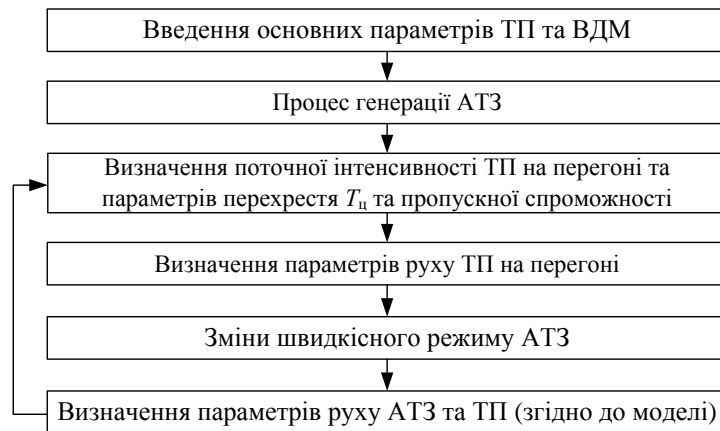 Введення основних параметрів ТП та ВДМ
Процес генерації АТЗ
Визначення поточної інтенсивності ТП на перегоні та
параметрів перехрестя Tц та пропускної спроможності
Визначення параметрів руху ТП на перегоні
Зміни швидкісного режиму АТЗ
Визначення параметрів руху АТЗ та ТП (згідно до моделі)